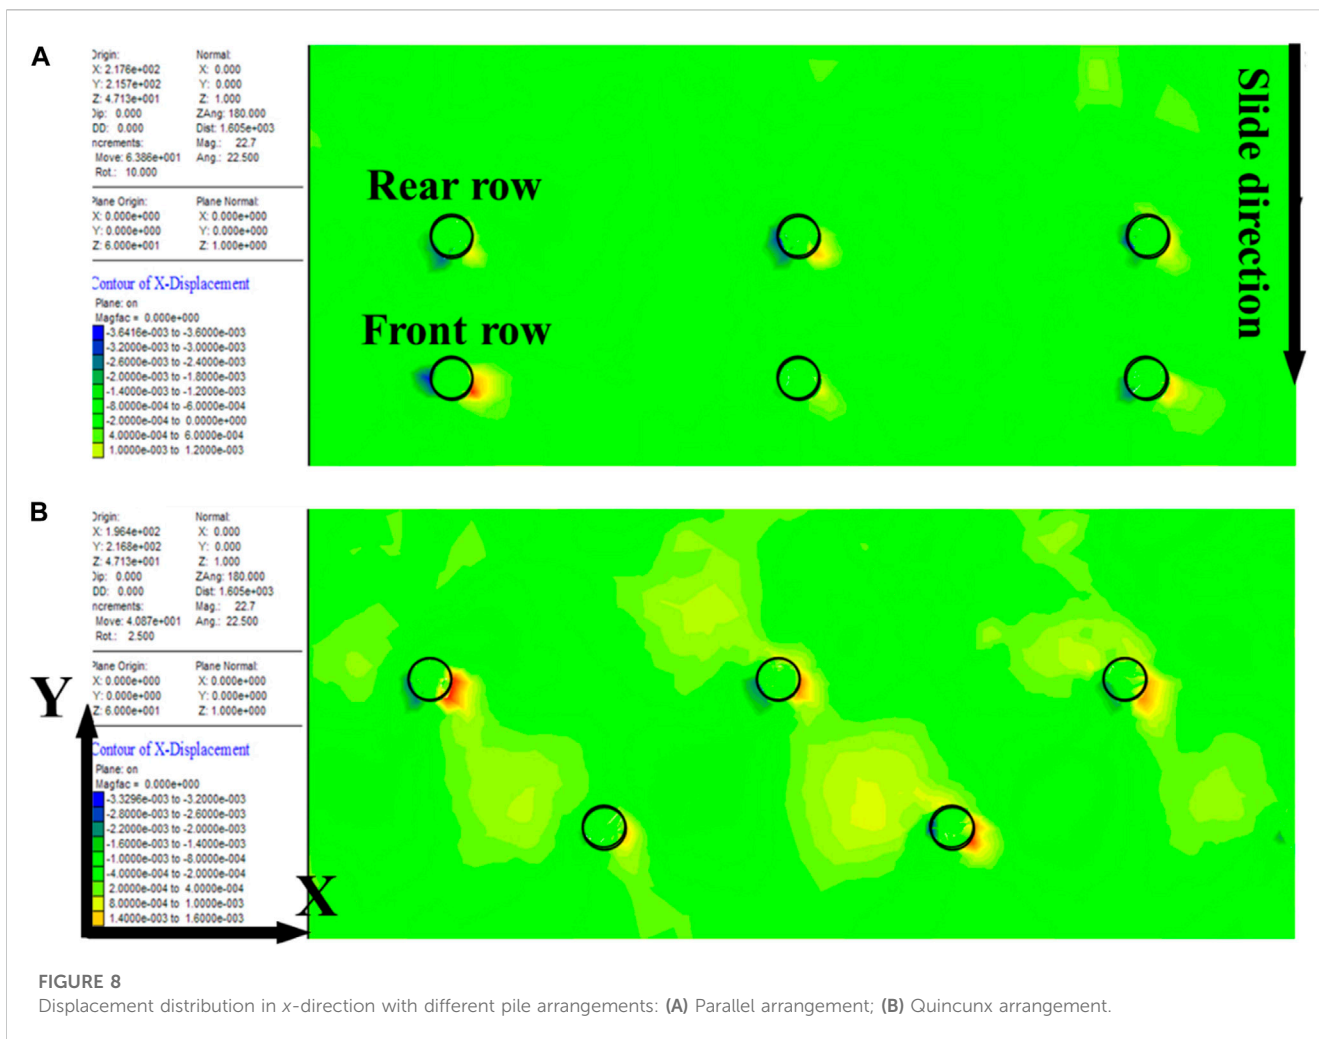 A
Origin: Normal:
X: 2.176e+002 X: 0.000
Y: 2.157e+002 Y: 0.000
Z: 4.713e+001 Z: 1.000
Dip: 0.000 ZAng: 180.000
DD: 0.000 Dist: 1.605e+003
ncrements: Mag.: 22.7
Move: 6.386e+001 Ang.: 22.500
Rot.: 10.000
Plane Origin: Plane Normal:
X: 0.000e+000 X: 0.000e+000
Y: 0.000e+000 Y: 0.000e+000
Z: 6.000e+001 Z: 1.000e+000
Contour of X-Displacement
Plane: on
Magfac = 0.000e+000
-3.6416e-003 to -3.6000e-003
-3.2000e-003 to -3.0000e-003
-2.6000e-003 to -2.4000e-003
-2.0000e-003 to -1.8000e-003
-1.4000e-003 to -1.2000e-003
-8.0000e-004 to -6.0000e-004
-2.0000e-004 to 0.0000e+000
4.0000e-004 to 6.0000e-004
1.0000e-003 to 1.2000e-003
Rear row
Front row
Slide direction
B
Origin: Normal:
X: 1.964e+002 X: 0.000
Y: 2.168e+002 Y: 0.000
Z: 4.713e+001 Z: 1.000
Dip: 0.000 ZAng: 180.000
DD: 0.000 Dist: 1.605e+003
ncrements: Mag.: 22.7
Move: 4.087e+001 Ang.: 22.500
Rot.: 2.500
Plane Origin: Plane Normal:
X: 0.000e+000 X: 0.000e+000
Y: 0.000e+000 Y: 0.000e+000
Z: 6.000e+001 Z: 1.000e+000
Contour of X-Displacement
Plane: on
Magfac = 0.000e+000
-3.3296e-003 to -3.2000e-003
-2.8000e-003 to -2.6000e-003
-2.2000e-003 to -2.0000e-003
-1.6000e-003 to -1.4000e-003
-1.0000e-003 to -8.0000e-004
-4.0000e-004 to -2.0000e-004
2.0000e-004 to 4.0000e-004
8.0000e-004 to 1.0000e-003
1.4000e-003 to 1.6000e-003
Y
X
FIGURE 8
Displacement distribution in x-direction with different pile arrangements: (A) Parallel arrangement; (B) Quincunx arrangement.